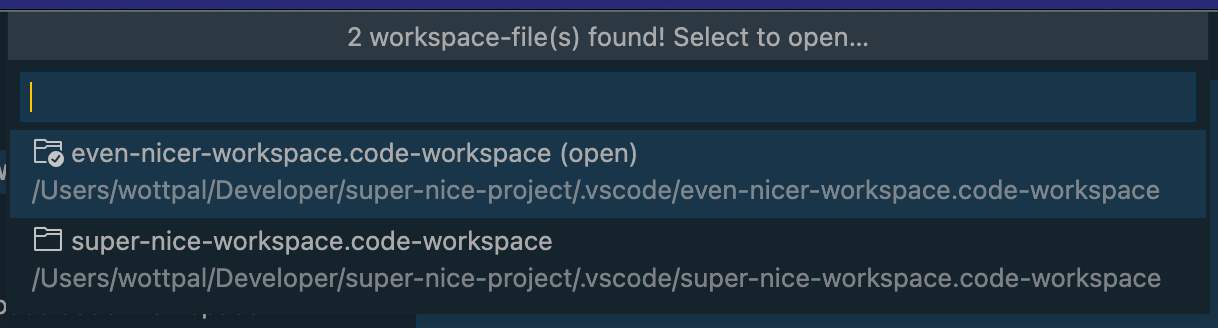 2 workspace-file(s) found! Select to open...
even-nicer-workspace.code-workspace (open)
/Users/wottpal/Developer/super-nice-project/.vscode/even-nicer-workspace.code-workspace
super-nice-workspace.code-workspace
/Users/wottpal/Developer/super-nice-project/.vscode/super-nice-workspace.code-workspace